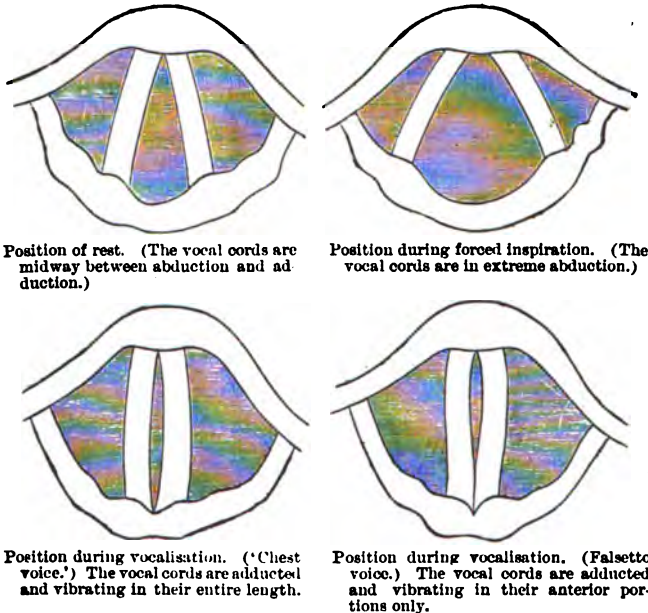 Position of rest. (The vocal cords are
midway between abduction and ad-
duction.)
Position during forced inspiration. (The
vocal cords are in extreme abduction.)
Position during vocalisation. ('Chest
voice.') The vocal cords are adducted
and vibrating in their entire length.
Position during vocalisation. (Falsetto
voice.) The vocal cords are adducted
and vibrating in their anterior por-
tions only.